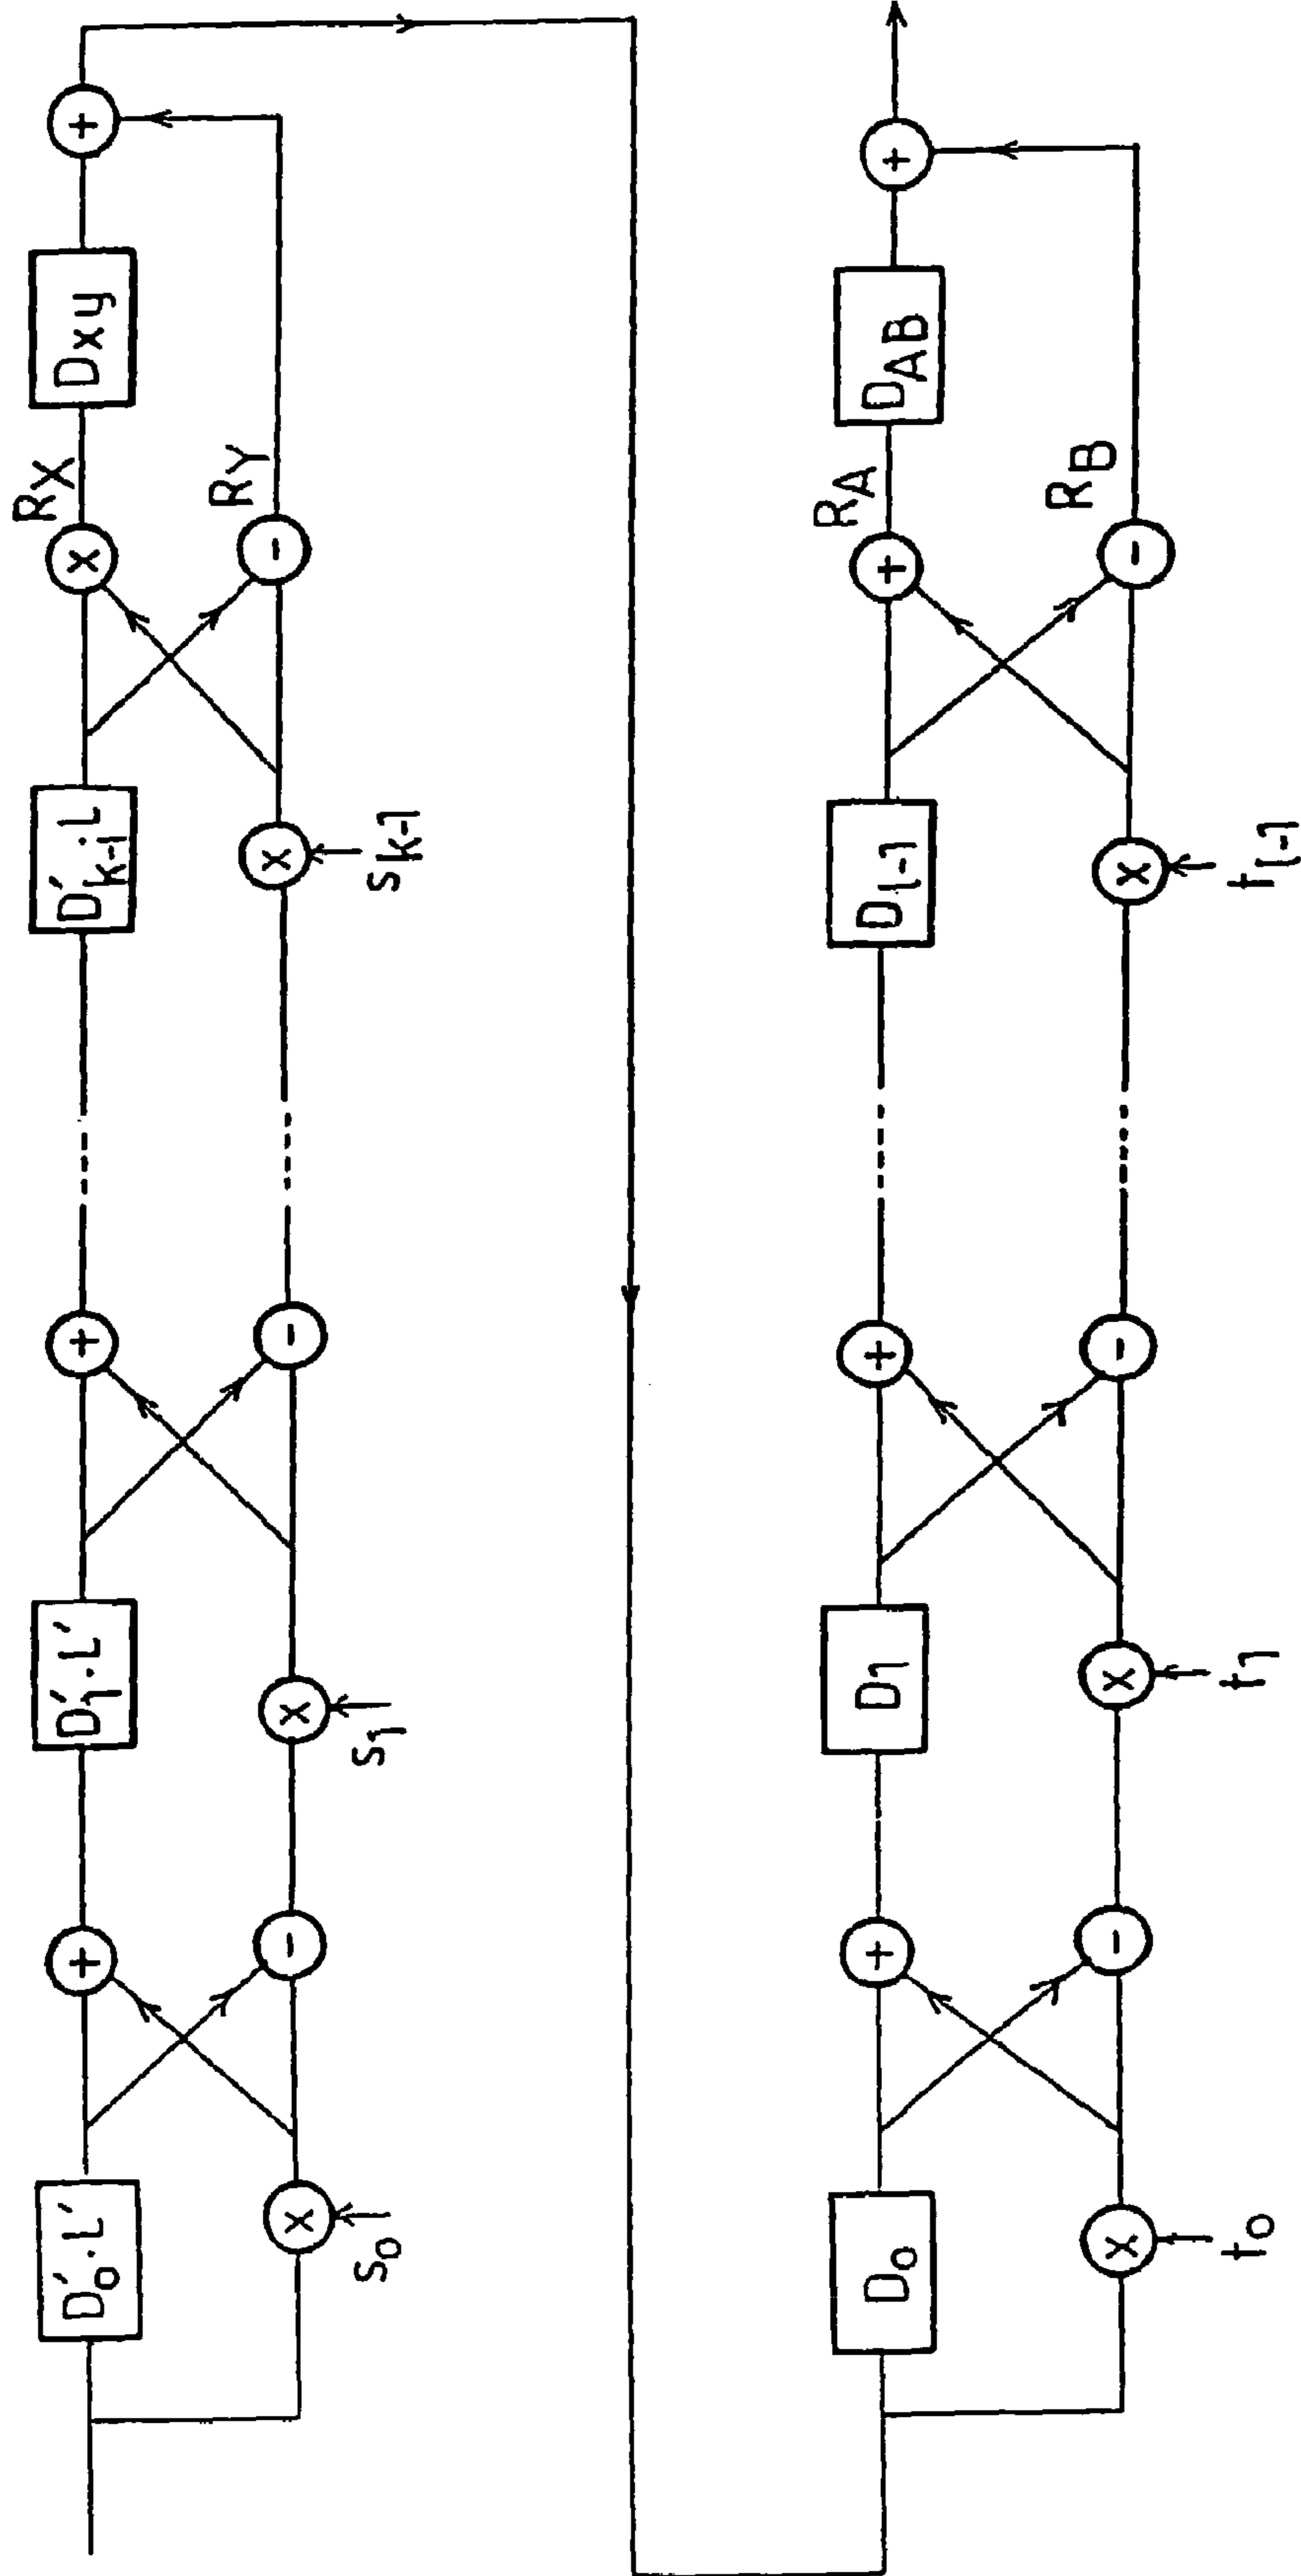 D'0.L'
+
D'1.L'
+
D'k-1.L
x
RX
Dxy
+
x
s0
-
x
s1
-
x
sk-1
-
RY
D0
+
D1
+
Dl-1
+
RA
DAB
+
x
t0
-
x
t1
-
x
tl-1
-
RB